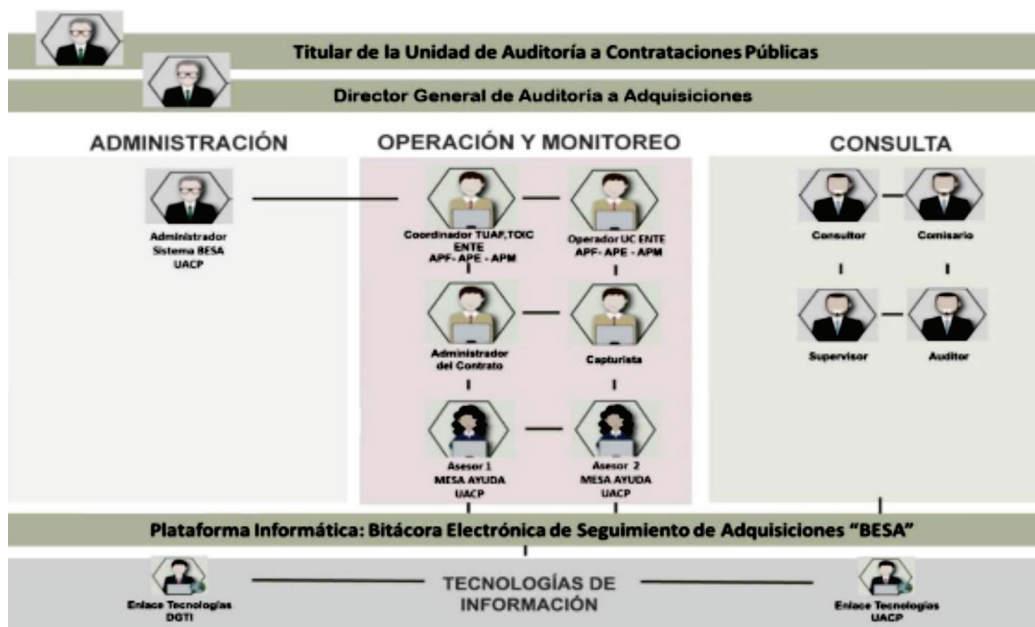 Titular de la Unidad de Auditoría a Contrataciones Públicas
Director General de Auditoría a Adquisiciones
ADMINISTRACIÓN
OPERACIÓN Y MONITOREO
CONSULTA
Administrador
Sistema BESA
UACP
Coordinador TUAF,TOIC
ENTE
APF- APE - APM
Operador UC ENTE
APF- APE - APM
Consultor
Comisario
Administrador
del Contrato
Capturista
Supervisor
Auditor
Asesor 1
MESA AYUDA
UACP
Asesor 2
MESA AYUDA
UACP
Plataforma Informática: Bitácora Electrónica de Seguimiento de Adquisiciones “BESA”
Enlace Tecnologías
DGTI
TECNOLOGÍAS DE
INFORMACIÓN
Enlace Tecnologías
UACP